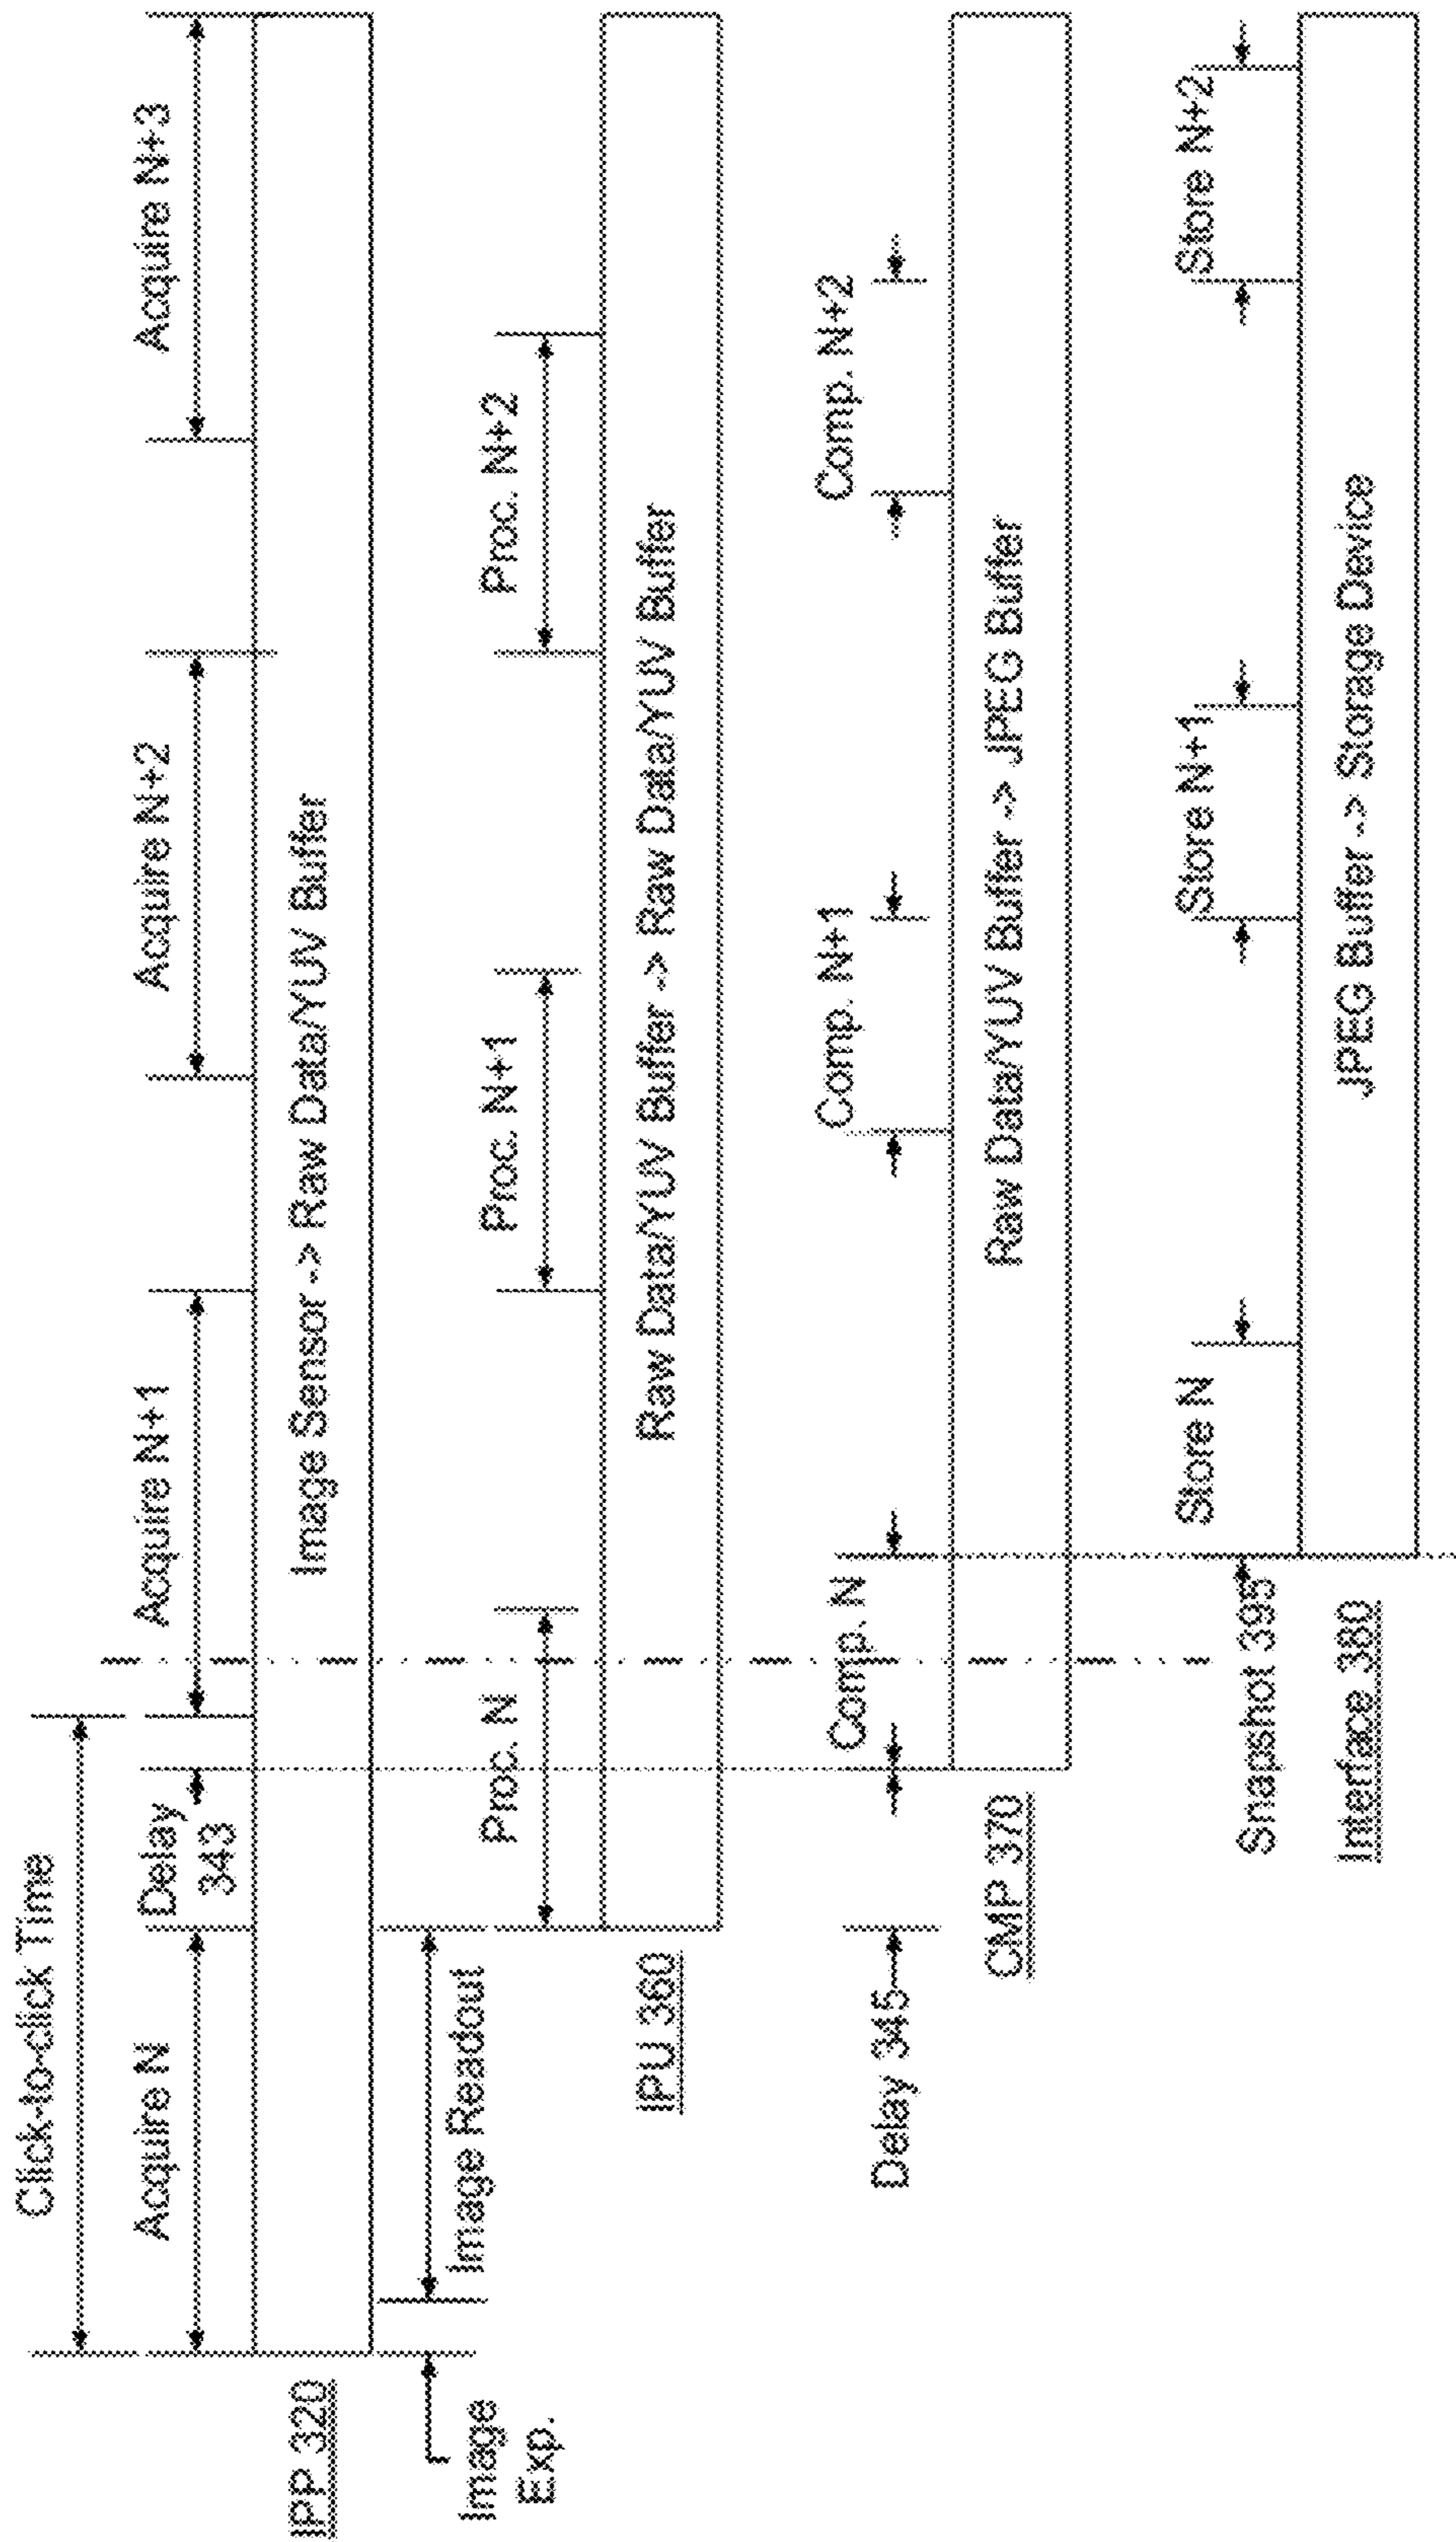 Click-to-click Time
Acquire N
Delay
343
Acquire N+1
Acquire N+2
Acquire N+3
IPP 320
Image Sensor -> Raw Data/YUV Buffer
Image
Exp.
Image Readout
Proc. N
Proc. N+1
Proc. N+2
IPU 360
Raw Data/YUV Buffer -> Raw Data/YUV Buffer
Delay 345
Comp. N
Comp. N+1
Comp. N+2
CMP 370
Raw Data/YUV Buffer -> JPEG Buffer
Snapshot 395
Store N
Store N+1
Store N+2
Interface 380
JPEG Buffer -> Storage Device